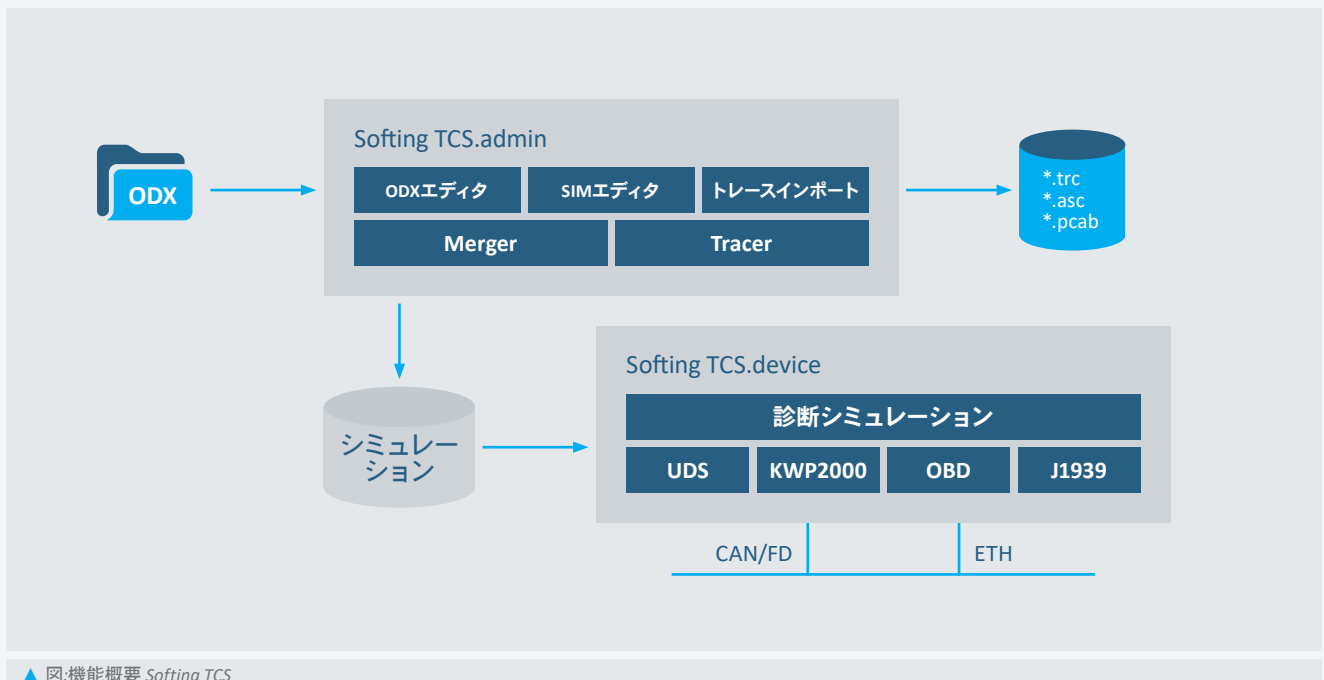 Softing TCS.admin
ODX
ODXエディタ
SIMエディタ
トレースインポート
Merger
Tracer
*.trc
*.asc
*.pcab
Softing TCS.device
診断シミュレーション
シミュレー
ション
UDS
KWP2000
OBD
J1939
CAN/FD
ETH
▲ 図:機能概要 Softing TCS